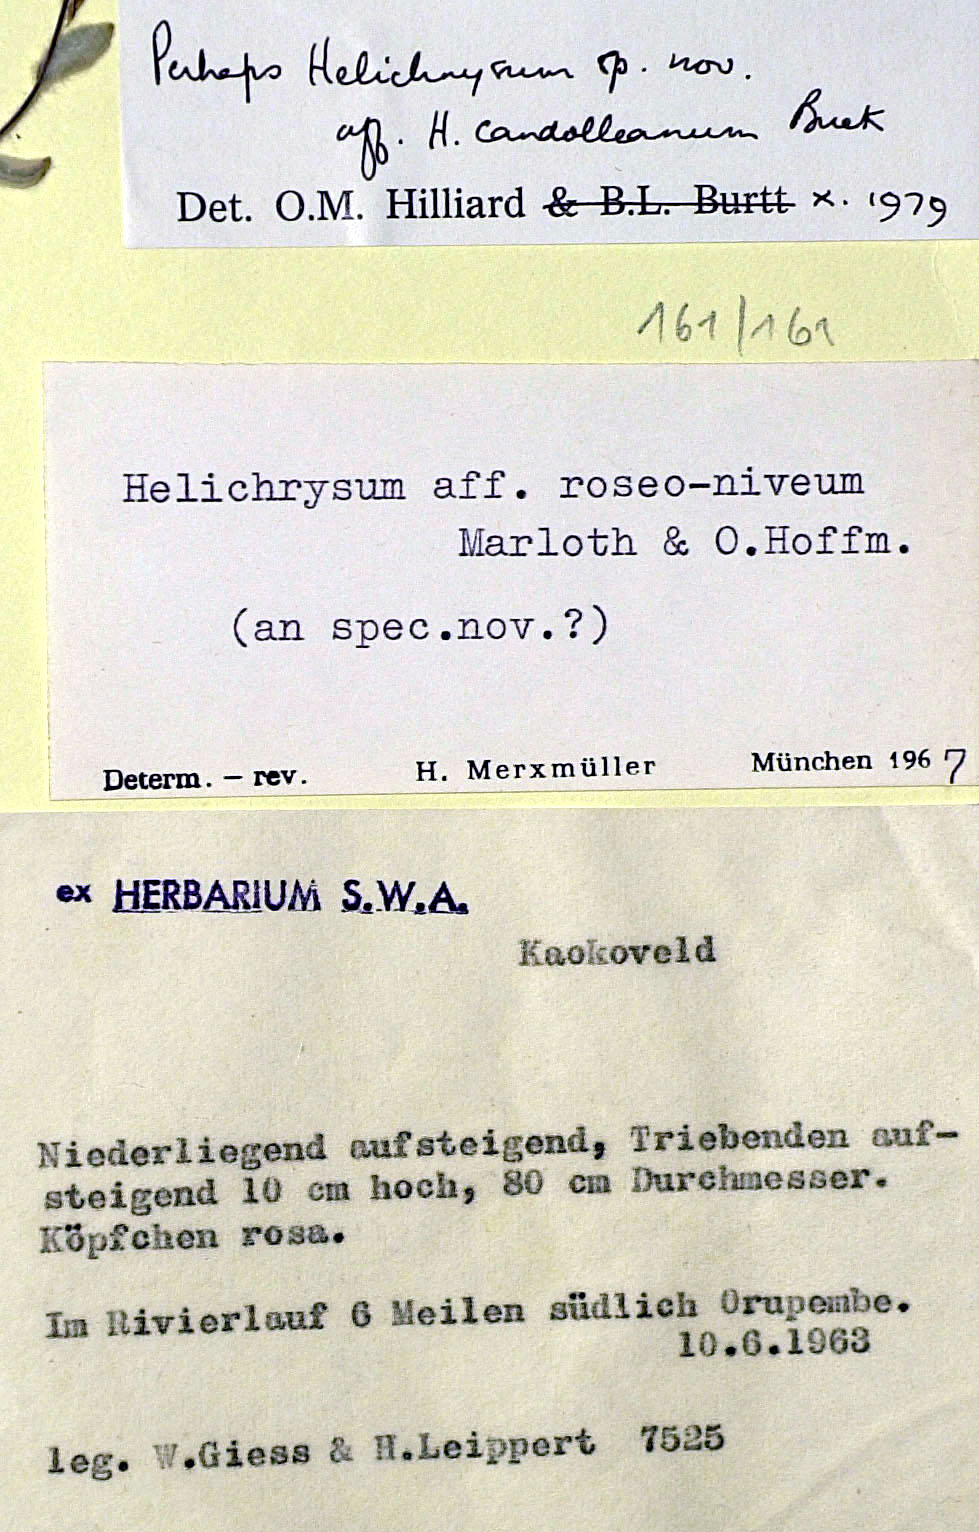 Perhaps Helichrysum sp. nov.
aff. H. candolleanum Buek
Det. O.M. Hilliard & B.L. Burtt x. 1979
161/161
Helichrysum aff. roseo-niveum
Marloth & O.Hoffm.
(an spec.nov.?)
Determ. — rev. H. Merxmüller München 1967
ex HERBARIUM S.W.A.
Kaokoveld
Niederliegend aufsteigend, Triebenden auf-
steigend 10 cm hoch, 80 cm Durchmesser.
Köpfchen rosa.
Im Rivierlauf 6 Meilen südlich Orupembe.
10.6.1963
leg. W.Giess & H.Leippert 7525